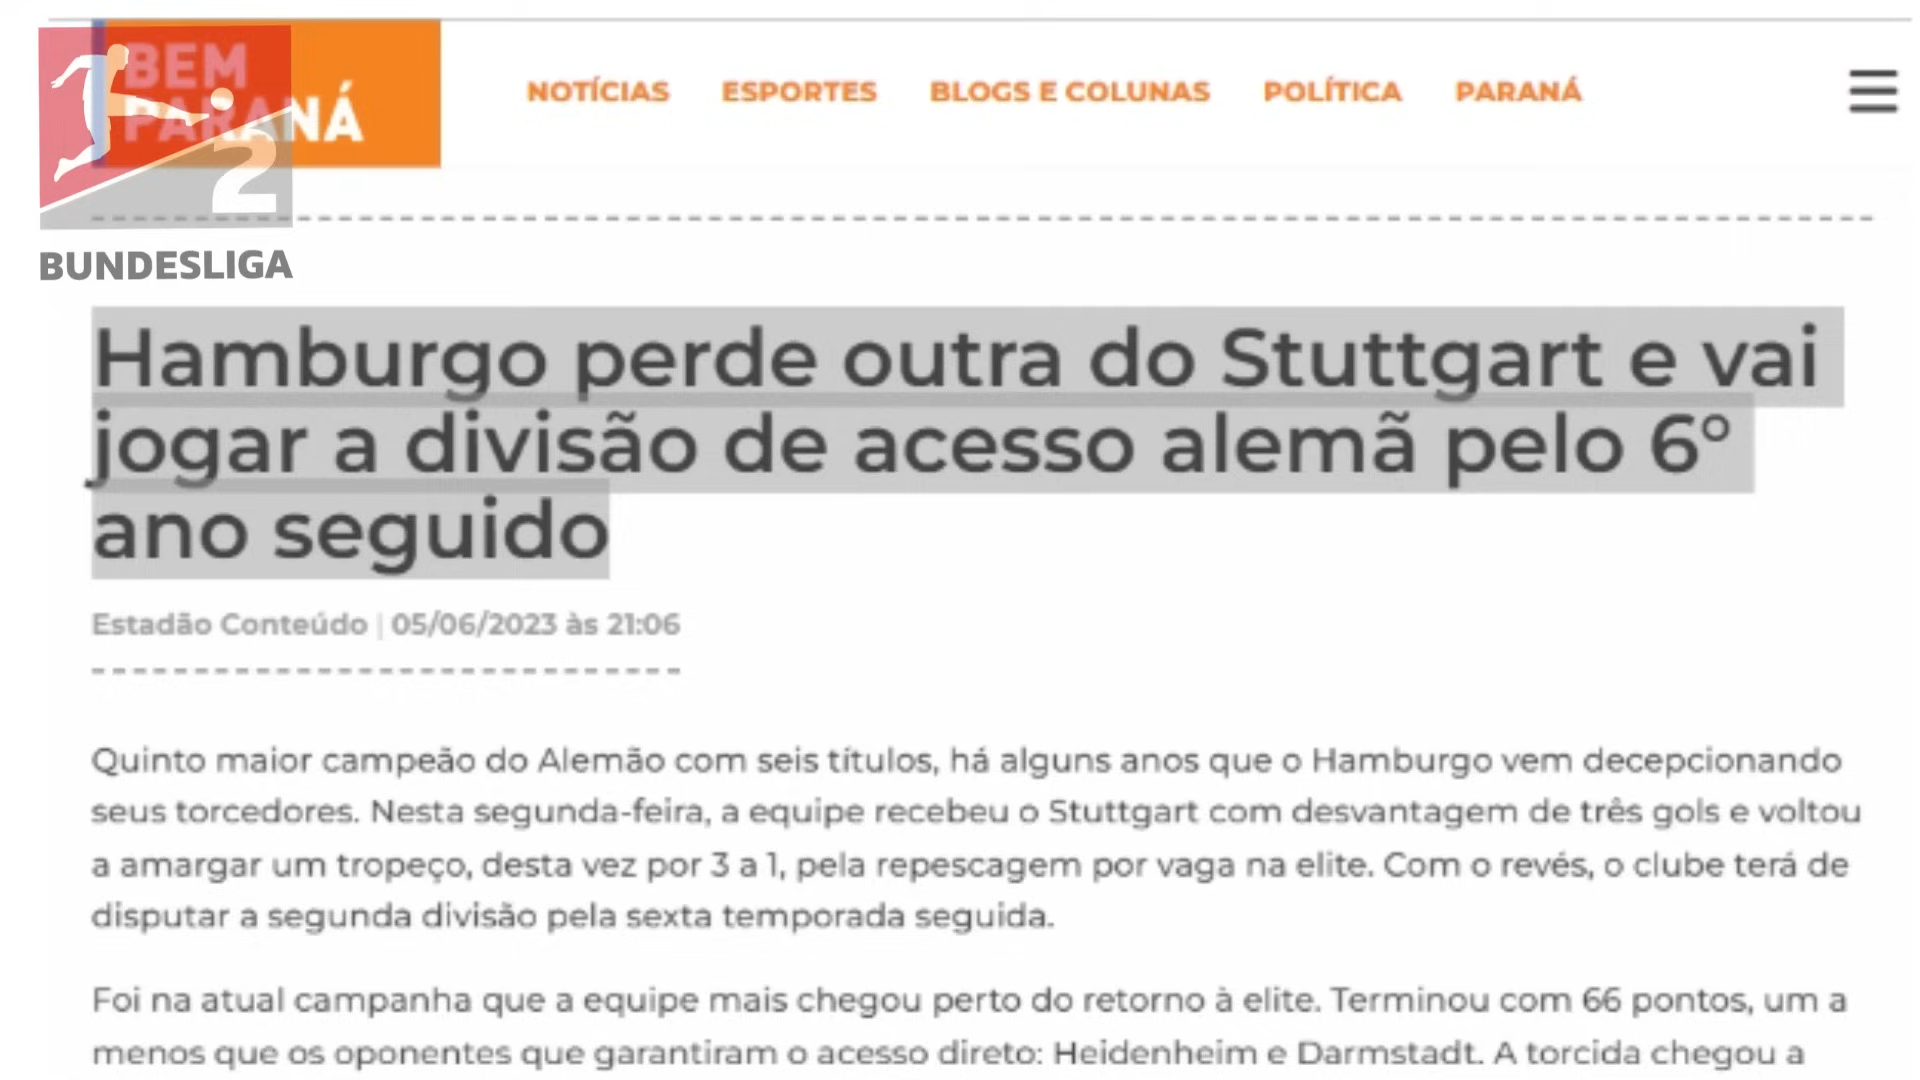 BEM
PARANÁ
NOTÍCIAS ESPORTES BLOGS E COLUNAS POLÍTICA PARANÁ
2
BUNDESLIGA
Hamburgo perde outra do Stuttgart e vai
jogar a divisão de acesso alemã pelo 6º
ano seguido
Estadão Conteúdo | 05/06/2023 às 21:06
Quinto maior campeão do Alemão com seis títulos, há alguns anos que o Hamburgo vem decepcionando
seus torcedores. Nesta segunda-feira, a equipe recebeu o Stuttgart com desvantagem de três gols e voltou
a amargar um tropeço, desta vez por 3 a 1, pela repescagem por vaga na elite. Com o revés, o clube terá de
disputar a segunda divisão pela sexta temporada seguida.
Foi na atual campanha que a equipe mais chegou perto do retorno à elite. Terminou com 66 pontos, um a
menos que os oponentes que garantiram o acesso direto: Heidenheim e Darmstadt. A torcida chegou a